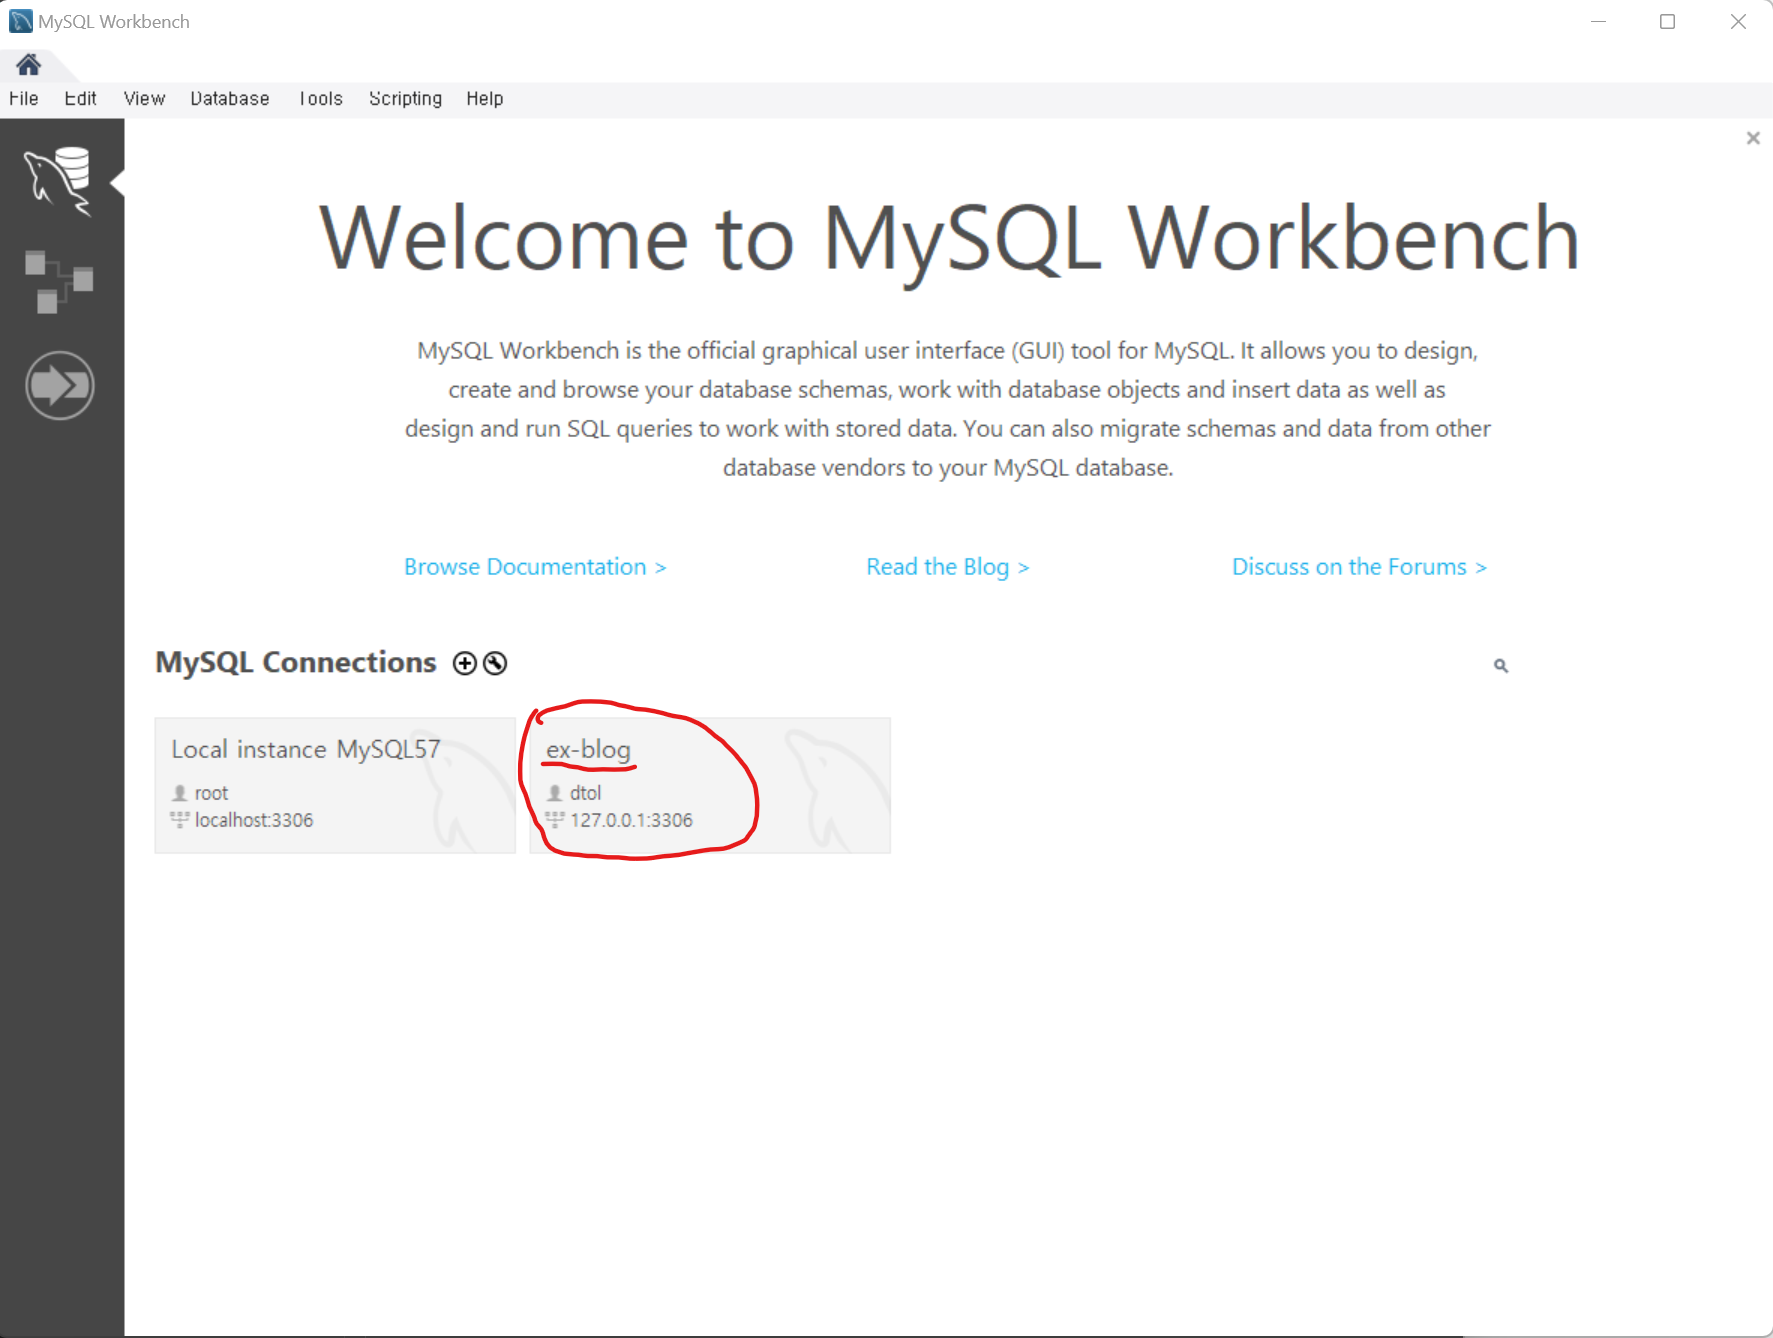 MySQL Workbench
File Edit View Database Tools Scripting Help
Welcome to MySQL Workbench
MySQL Workbench is the official graphical user interface (GUI) tool for MySQL. It allows you to design,
create and browse your database schemas, work with database objects and insert data as well as
design and run SQL queries to work with stored data. You can also migrate schemas and data from other
database vendors to your MySQL database.
Browse Documentation > Read the Blog > Discuss on the Forums >
MySQL Connections
Local instance MySQL57
root
localhost:3306
ex-blog
dtol
127.0.0.1:3306